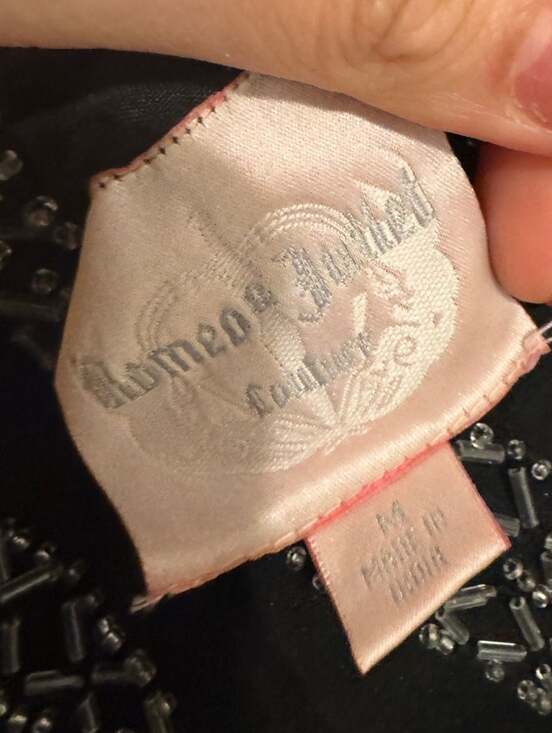 Romeo & Juliet
Couture
M
MADE IN
INDIA